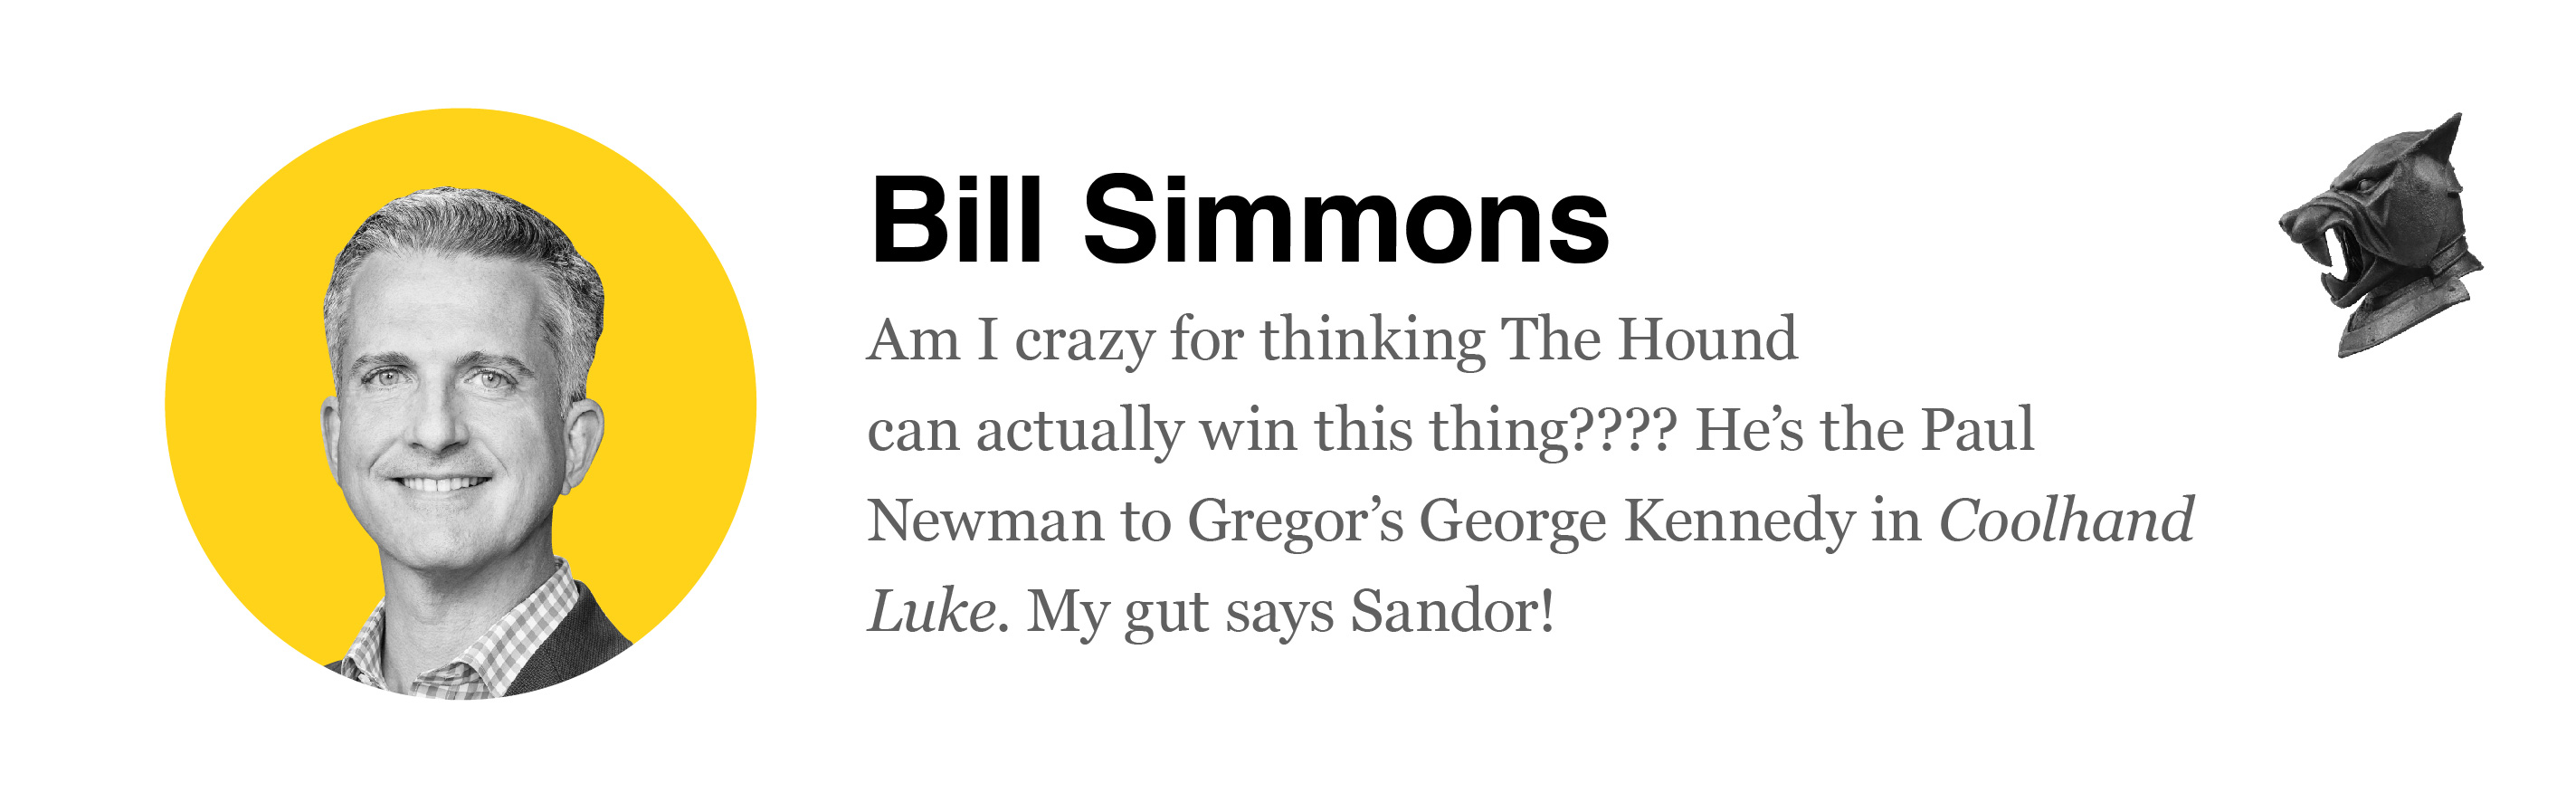 Bill Simmons
Am I crazy for thinking The Hound
can actually win this thing???? He’s the Paul
Newman to Gregor’s George Kennedy in Coolhand
Luke. My gut says Sandor!